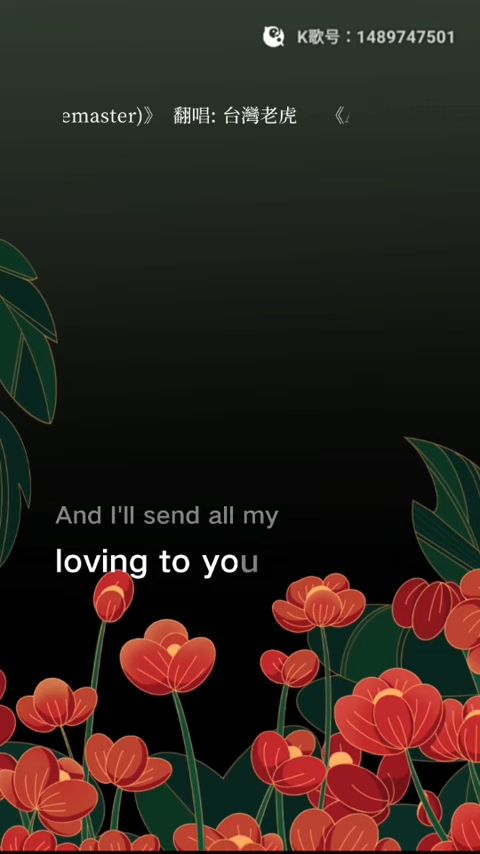 K歌号：1489747501
emaster)》 翻唱: 台灣老虎 《
And I'll send all my
loving to you